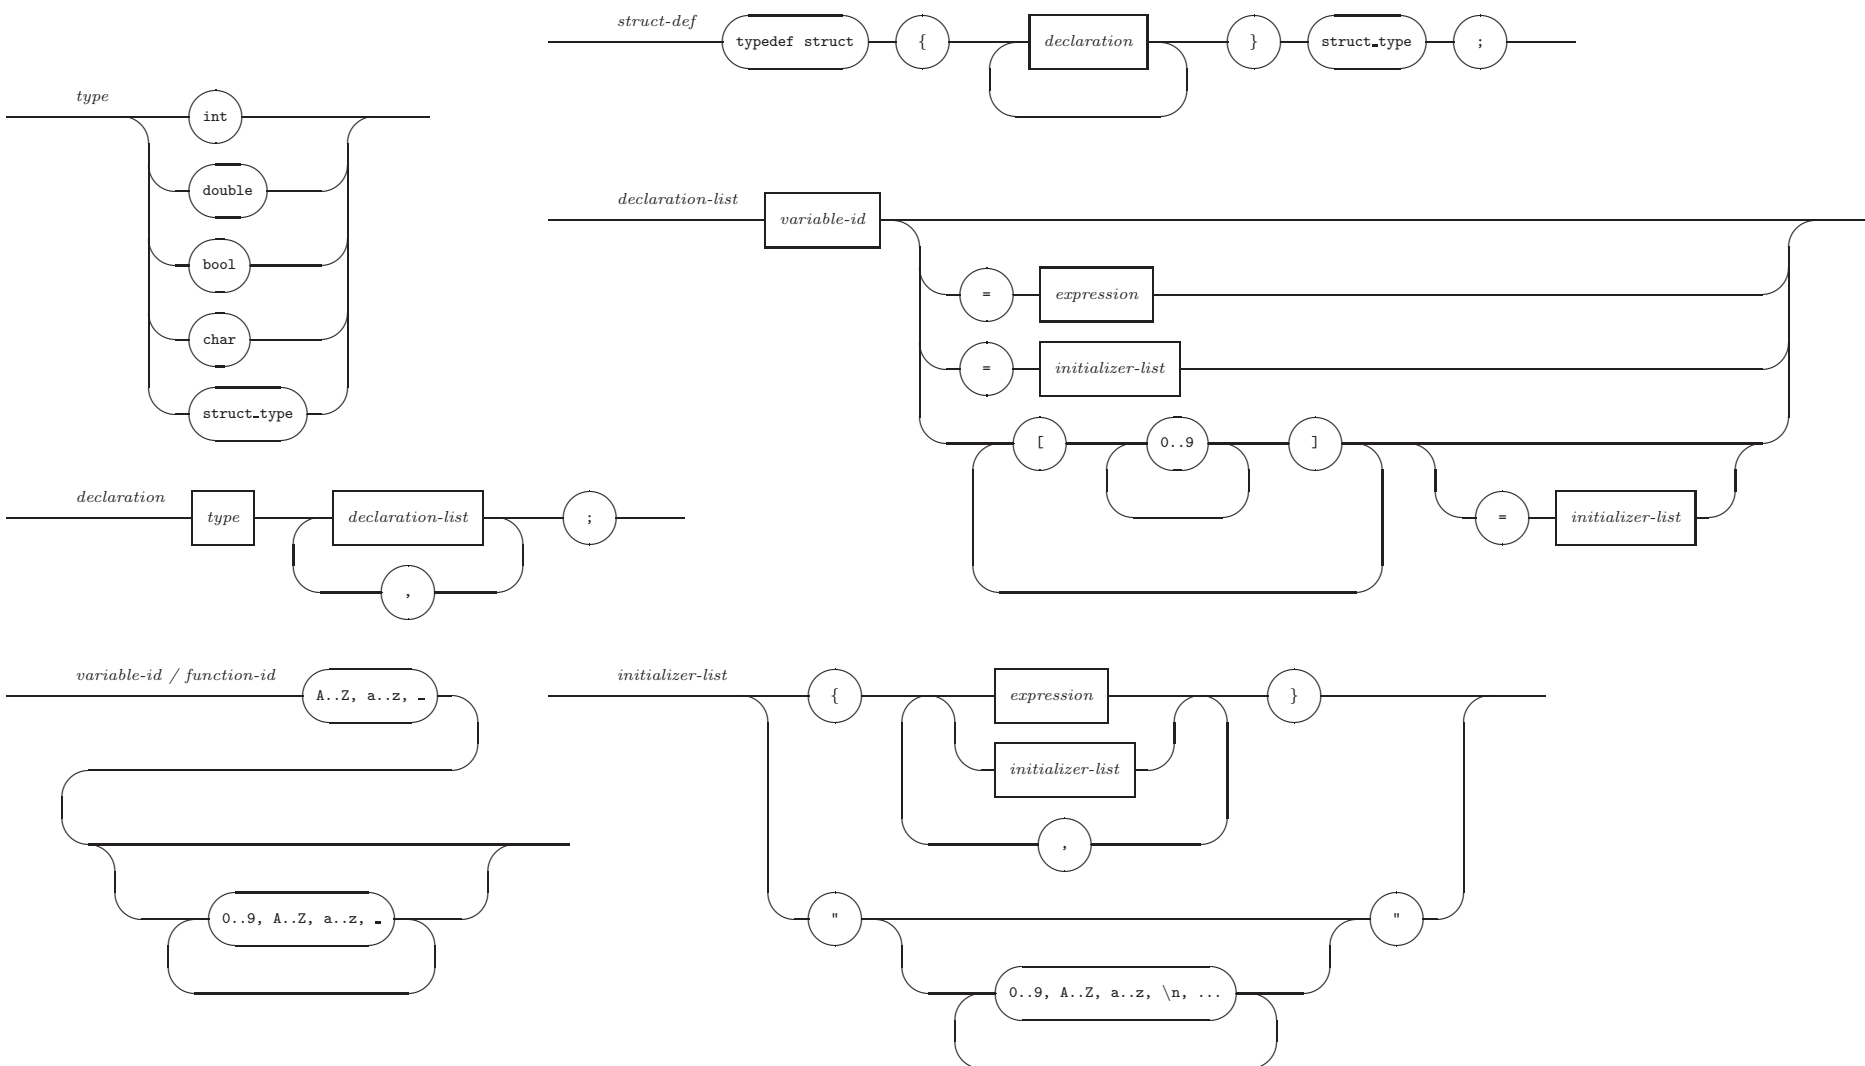 struct-def typedef struct { declaration } struct_type ;
type int
double
bool
char
struct_type
declaration-list variable-id
= expression
= initializer-list
[ 0..9 ]
= initializer-list
declaration type declaration-list ;
,
variable-id / function-id A..Z, a..z, _
0..9, A..Z, a..z, _
initializer-list { expression }
initializer-list
,
" "
0..9, A..Z, a..z, \n, ...